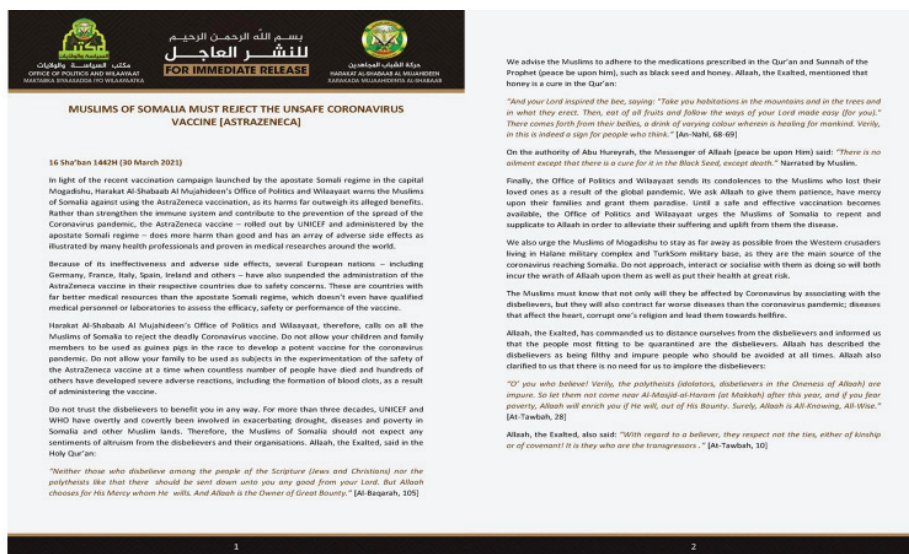 مكتب السياسة والولايات
OFFICE OF POLITICS AND WILAAYAAT
MAKTABKA SIYAASADDA IYO WILAAYAATKA
بسم الله الرحمن الرحيم
للنشر العاجل
FOR IMMEDIATE RELEASE
حركة الشباب المجاهدين
HARAKAT AL-SHABAAB AL MUJAHIDEEN
XARAKADA MUJAAHIDIINTA AL-SHABAAB
MUSLIMS OF SOMALIA MUST REJECT THE UNSAFE CORONAVIRUS
VACCINE [ASTRAZENECA]
16 Sha'ban 1442H (30 March 2021)
In light of the recent vaccination campaign launched by the apostate Somali regime in the capital
Mogadishu, Harakat Al-Shabaab Al Mujahideen's Office of Politics and Wilaayaat warns the Muslims
of Somalia against using the AstraZeneca vaccination, as its harms far outweigh its alleged benefits.
Rather than strengthen the immune system and contribute to the prevention of the spread of the
Coronavirus pandemic, the AstraZeneca vaccine – rolled out by UNICEF and administered by the
apostate Somali regime – does more harm than good and has an array of adverse side effects as
illustrated by many health professionals and proven in medical researches around the world.
Because of its ineffectiveness and adverse side effects, several European nations – including
Germany, France, Italy, Spain, Ireland and others – have also suspended the administration of the
AstraZeneca vaccine in their respective countries due to safety concerns. These are countries with
far better medical resources than the apostate Somali regime, which doesn't even have qualified
medical personnel or laboratories to assess the efficacy, safety or performance of the vaccine.
Harakat Al-Shabaab Al Mujahideen's Office of Politics and Wilaayaat, therefore, calls on all the
Muslims of Somalia to reject the deadly Coronavirus vaccine. Do not allow your children and family
members to be used as guinea pigs in the race to develop a potent vaccine for the coronavirus
pandemic. Do not allow your family to be used as subjects in the experimentation of the safety of
the AstraZeneca vaccine at a time when countless number of people have died and hundreds of
others have developed severe adverse reactions, including the formation of blood clots, as a result
of administering the vaccine.
Do not trust the disbelievers to benefit you in any way. For more than three decades, UNICEF and
WHO have overtly and covertly been involved in exacerbating drought, diseases and poverty in
Somalia and other Muslim lands. Therefore, the Muslims of Somalia should not expect any
sentiments of altruism from the disbelievers and their organisations. Allaah, the Exalted, said in the
Holy Qur'an:
"Neither those who disbelieve among the people of the Scripture (Jews and Christians) nor the
polytheists like that there should be sent down unto you any good from your Lord. But Allaah
chooses for His Mercy whom He wills. And Allaah is the Owner of Great Bounty." [Al-Baqarah, 105]
1
We advise the Muslims to adhere to the medications prescribed in the Qur'an and Sunnah of the
Prophet (peace be upon him), such as black seed and honey. Allaah, the Exalted, mentioned that
honey is a cure in the Qur'an:
"And your Lord inspired the bee, saying: "Take you habitations in the mountains and in the trees and
in what they erect. Then, eat of all fruits and follow the ways of your Lord made easy (for you)."
There comes forth from their bellies, a drink of varying colour wherein is healing for mankind. Verily,
in this is indeed a sign for people who think." [An-Nahl, 68-69]
On the authority of Abu Hureyrah, the Messenger of Allaah (peace be upon him) said: "There is no
ailment except that there is a cure for it in the Black Seed, except death." Narrated by Muslim.
Finally, the Office of Politics and Wilaayaat sends its condolences to the Muslims who lost their
loved ones as a result of the global pandemic. We ask Allaah to give them patience, have mercy
upon their families and grant them paradise. Until a safe and effective vaccination becomes
available, the Office of Politics and Wilaayaat urges the Muslims of Somalia to repent and
supplicate to Allaah in order to alleviate their suffering and uplift from them the disease.
We also urge the Muslims of Mogadishu to stay as far away as possible from the Western crusaders
living in Halane military complex and TurkSom military base, as they are the main source of the
coronavirus reaching Somalia. Do not approach, interact or socialise with them as doing so will both
incur the wrath of Allaah upon them as well as put their health at great risk.
The Muslims must know that not only will they be affected by Coronavirus by associating with the
disbelievers, but they will also contract far worse diseases than the coronavirus pandemic; diseases
that affect the heart, corrupt one's religion and lead them towards hellfire.
Allaah, the Exalted, has commanded us to distance ourselves from the disbelievers and informed us
that the people most fitting to be quarantined are the disbelievers. Allaah has described the
disbelievers as being filthy and impure people who should be avoided at all times. Allaah also
clarified to us that there is no need for us to implore the disbelievers:
"O' you who believe! Verily, the polytheists (idolators, disbelievers in the Oneness of Allaah) are
impure. So let them not come near Al-Masjid-al-Haram (at Makkah) after this year, and if you fear
poverty, Allaah will enrich you if He will, out of His Bounty. Surely, Allaah is All-Knowing, All-Wise."
[At-Tawbah, 28]
Allaah, the Exalted, also said: "With regard to a believer, they respect not the ties, either of kinship
or of covenant! It is they who are the transgressors ." [At-Tawbah, 10]
2